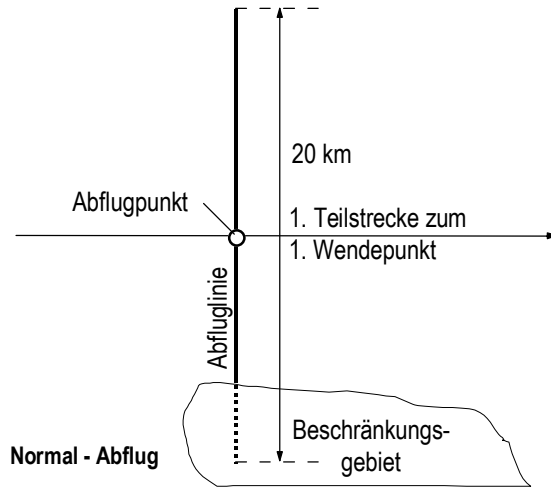 20 km
Abflugpunkt
1. Teilstrecke zum
1. Wendepunkt
Abfluglinie
Beschränkungs-
gebiet
Normal - Abflug